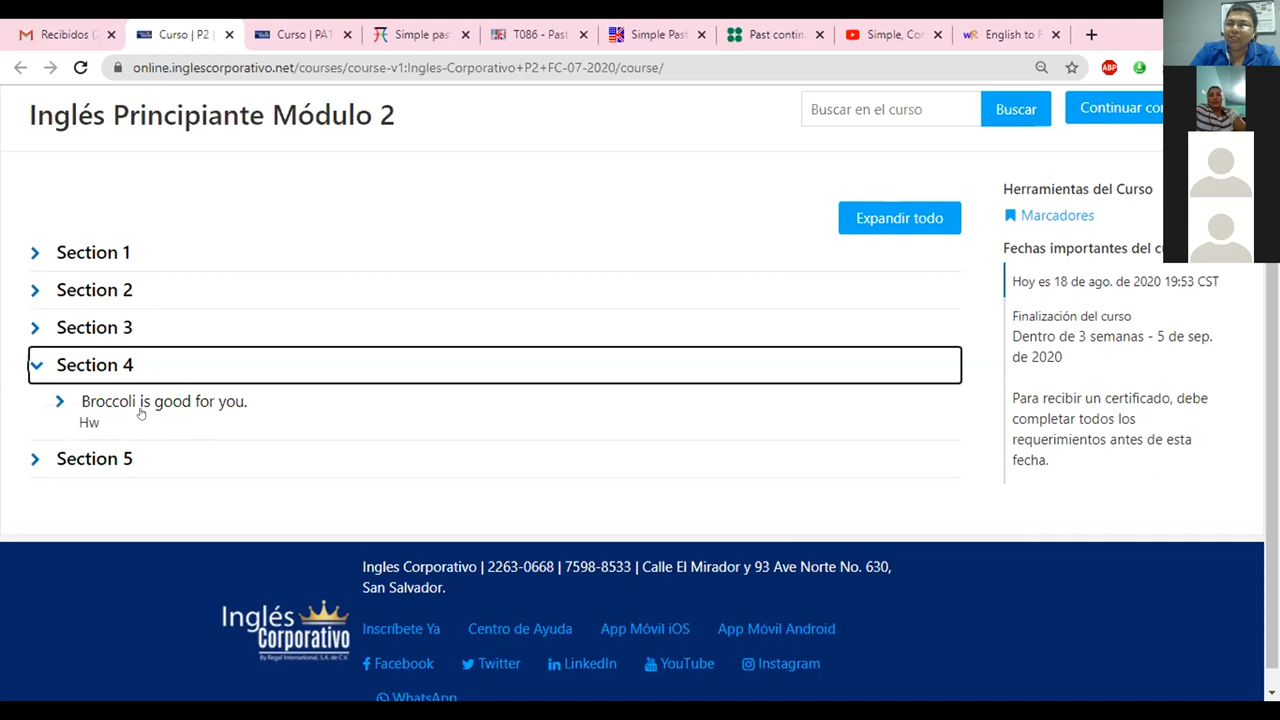 Recibidos (
Curso | P2
Curso | PA1
Simple pas
T086 - Pas
Simple Past
Past contin
Simple, Co
English to F
online.inglescorporativo.net/courses/course-v1:Ingles-Corporativo+P2+FC-07-2020/course/
ABP
Inglés Principiante Módulo 2
Buscar en el curso
Buscar
Continuar co
Expandir todo
Section 1
Section 2
Section 3
Section 4
Broccoli is good for you.
Hw
Section 5
Herramientas del Curso
Marcadores
Fechas importantes del c
Hoy es 18 de ago. de 2020 19:53 CST
Finalización del curso
Dentro de 3 semanas - 5 de sep.
de 2020
Para recibir un certificado, debe
completar todos los
requerimientos antes de esta
fecha.
Inglés
Corporativo
By Regal International, S.A. de C.V.
Ingles Corporativo | 2263-0668 | 7598-8533 | Calle El Mirador y 93 Ave Norte No. 630,
San Salvador.
Inscríbete Ya
Centro de Ayuda
App Móvil iOS
App Móvil Android
Facebook
Twitter
LinkedIn
YouTube
Instagram
WhatsApp